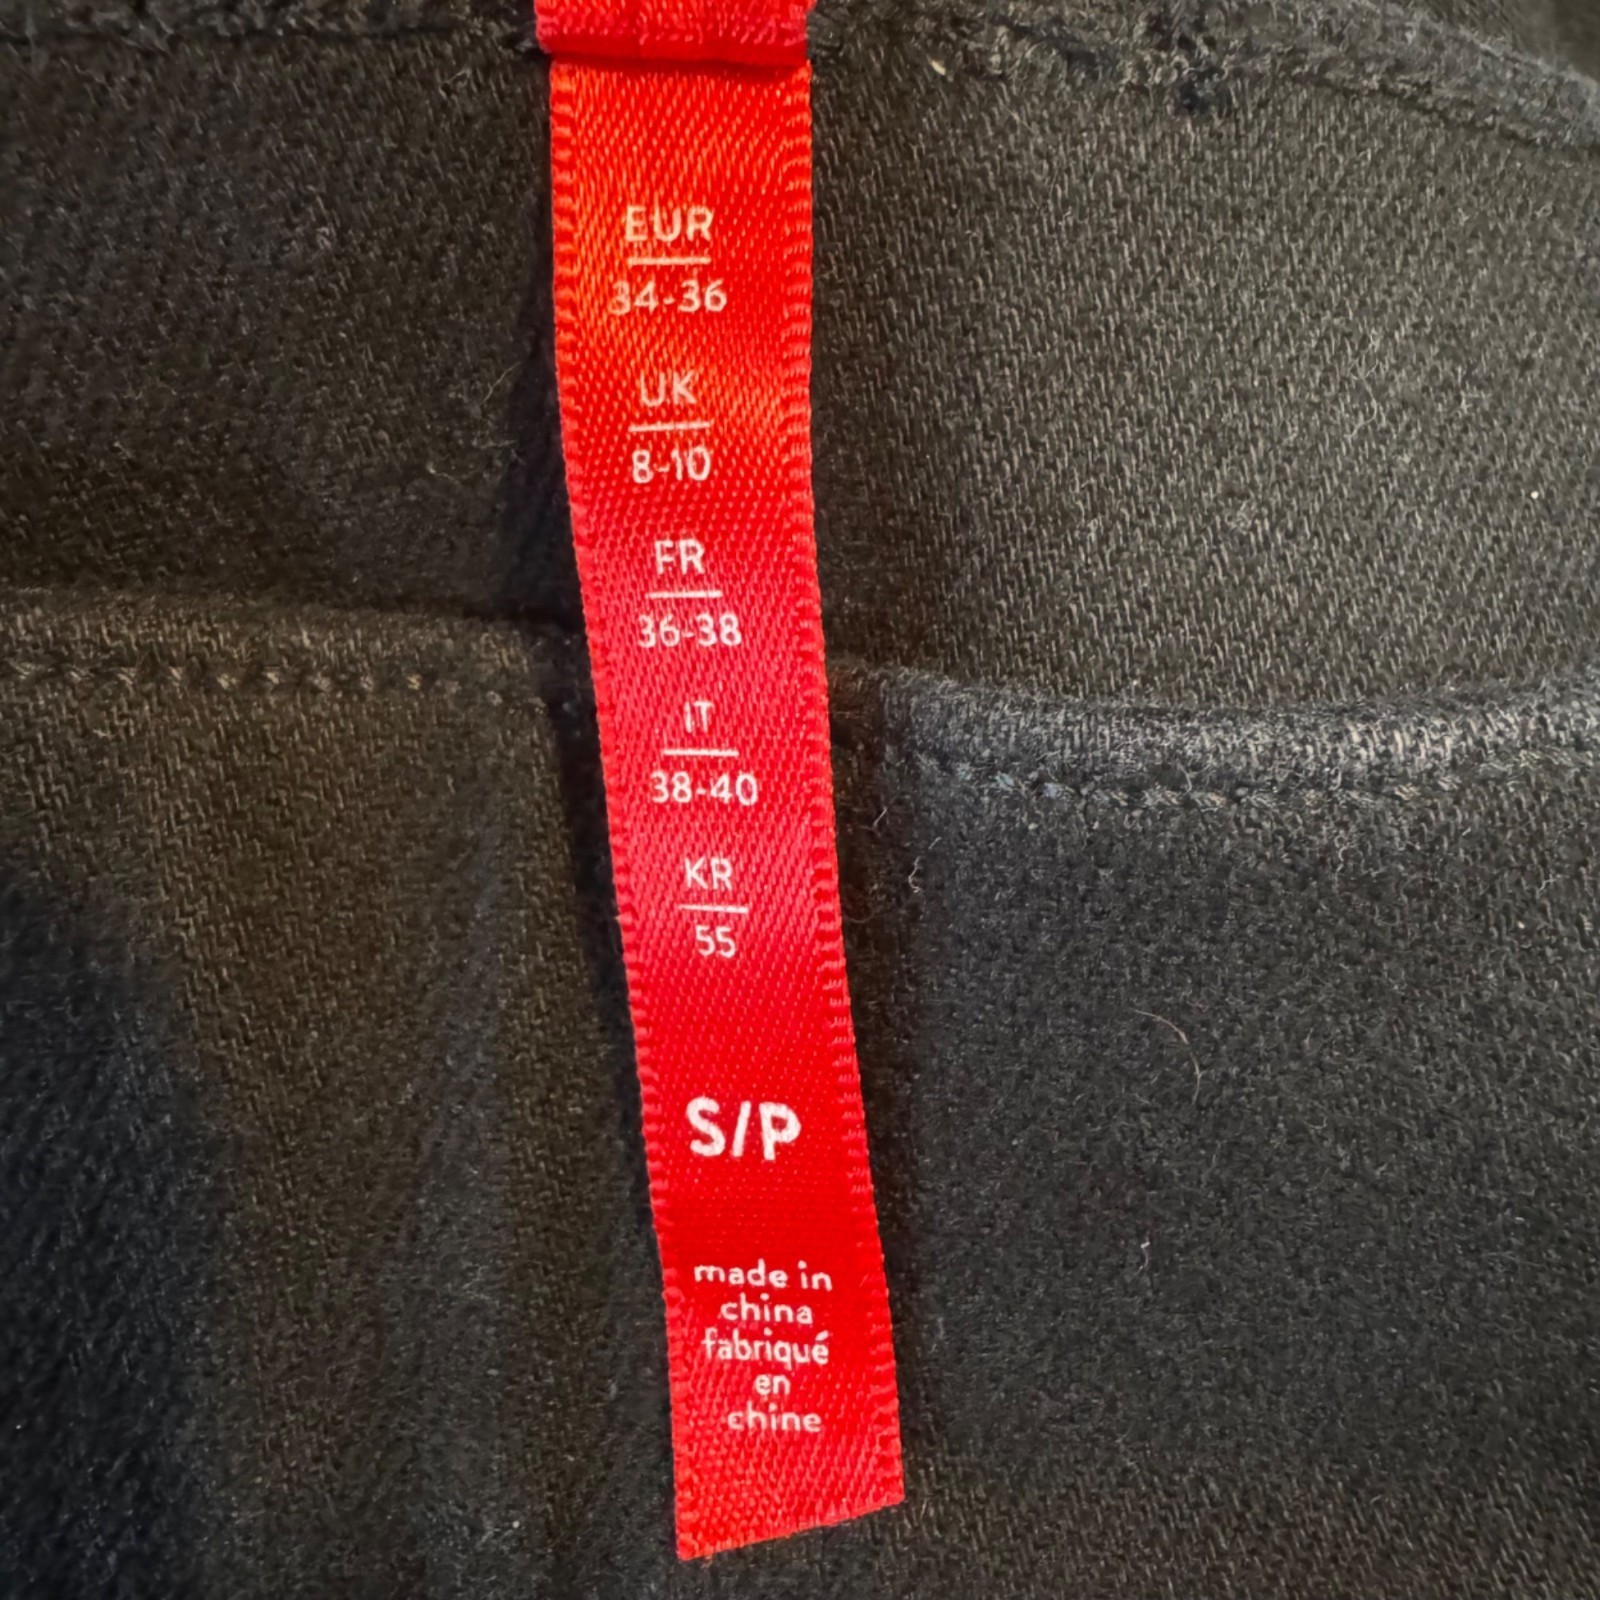 EUR
34-36
UK
8-10
FR
36-38
IT
38-40
KR
55
S/P
made in
china
fabriqué
en
chine